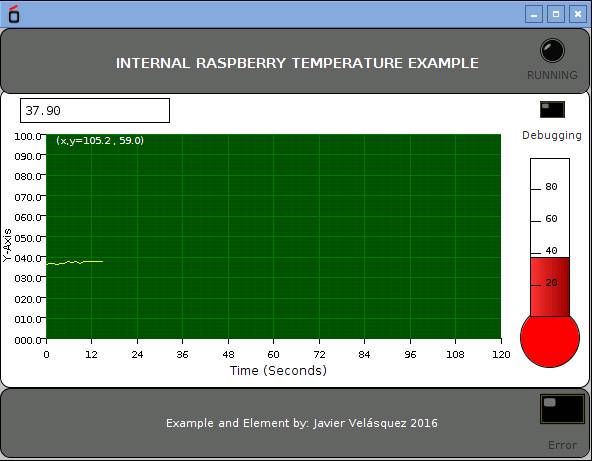 INTERNAL RASPBERRY TEMPERATURE EXAMPLE
RUNNING
37.90
Debugging
(x,y=105.2 , 59.0)
100.0
090.0
080.0
070.0
060.0
050.0
040.0
030.0
020.0
010.0
000.0
Y-Axis
0 12 24 36 48 60 72 84 96 108 120
Time (Seconds)
80
60
40
20
Example and Element by: Javier Velásquez 2016
Error